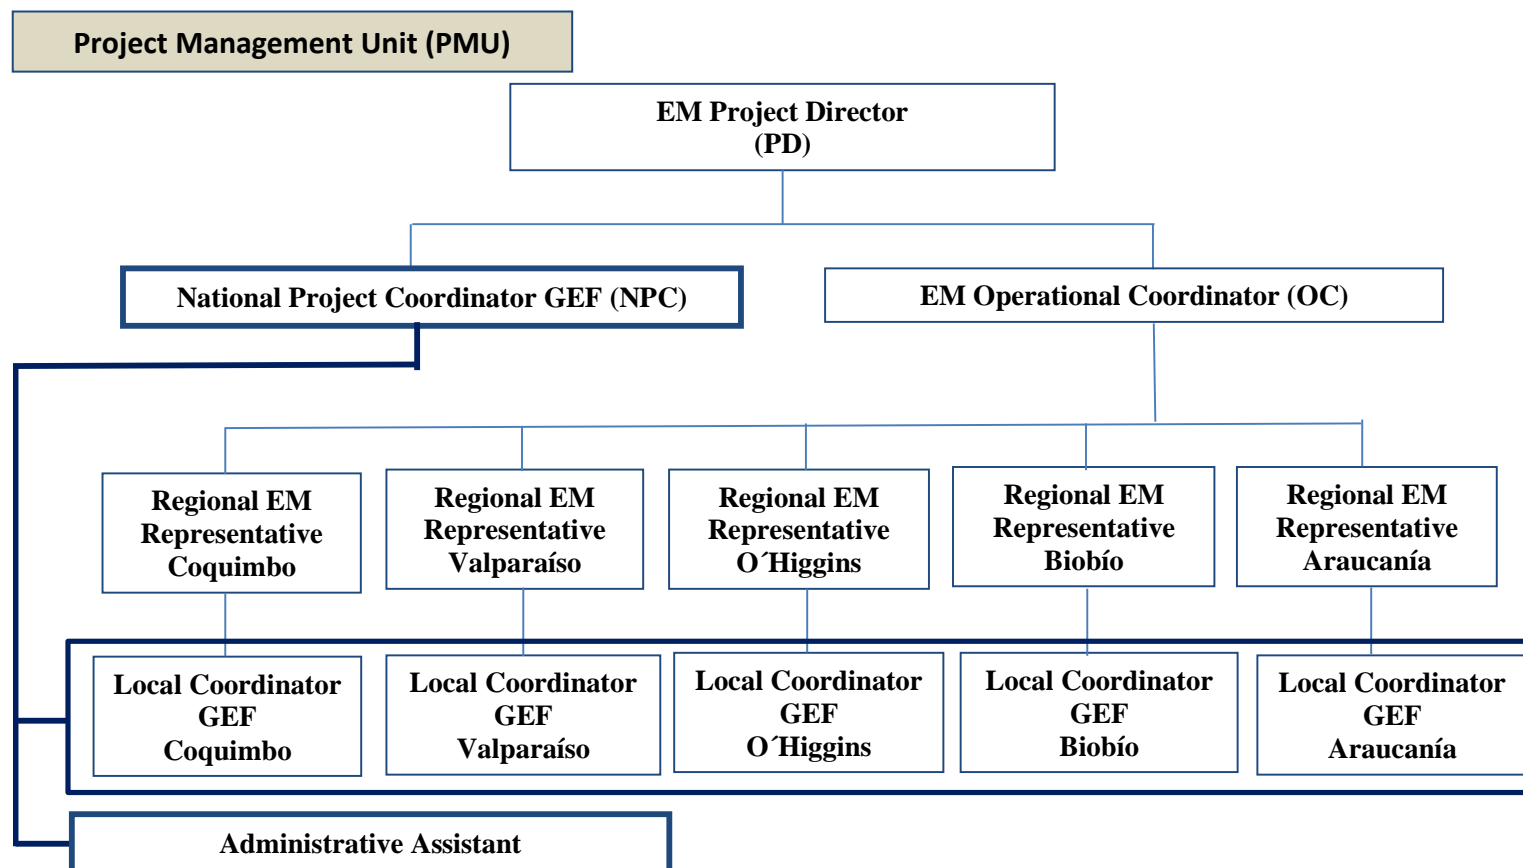 Project Management Unit (PMU)
EM Project Director
(PD)
National Project Coordinator GEF (NPC)
EM Operational Coordinator (OC)
Regional EM
Representative
Coquimbo
Regional EM
Representative
Valparaíso
Regional EM
Representative
O´Higgins
Regional EM
Representative
Biobío
Regional EM
Representative
Araucanía
Local Coordinator
GEF
Coquimbo
Local Coordinator
GEF
Valparaíso
Local Coordinator
GEF
O´Higgins
Local Coordinator
GEF
Biobío
Local Coordinator
GEF
Araucanía
Administrative Assistant